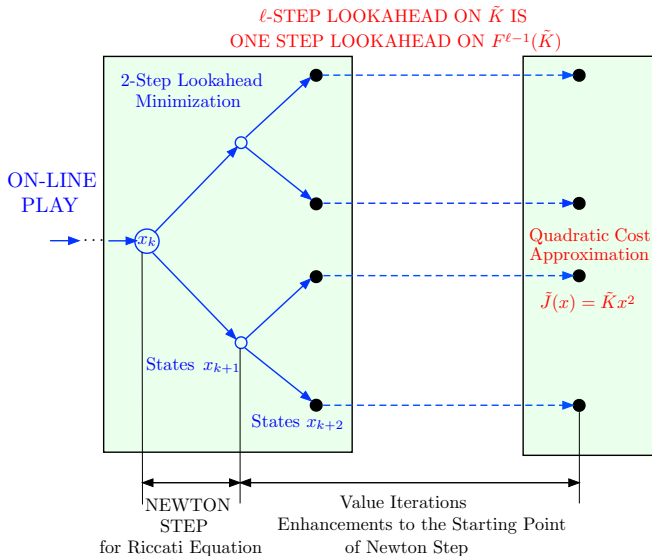 ℓ-STEP LOOKAHEAD ON K̃ IS
ONE STEP LOOKAHEAD ON F^{ℓ−1}(K̃)
2-Step Lookahead
Minimization
ON-LINE
PLAY
···
x_k
Quadratic Cost
Approximation
J̃(x) = K̃x²
States x_{k+1}
States x_{k+2}
NEWTON
STEP
for Riccati Equation
Value Iterations
Enhancements to the Starting Point
of Newton Step